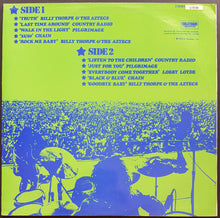 ★ SIDE 1
★ "TRUTH" BILLY THORPE & THE AZTECS
★ "LAST TIME AROUND" COUNTRY RADIO
★ "WALK IN THE LIGHT" PILGRIMAGE
★ "AUSO" CHAIN
★ "ROCK ME BABY" BILLY THORPE & THE AZTECS
★ SIDE 2
★ "LISTEN TO THE CHILDREN" COUNTRY RADIO
★ "JUST FOR YOU" PILGRIMAGE
★ "EVERYBODY COME TOGETHER" LOBBY LOYDE
★ "BLACK & BLUE" CHAIN
★ "GOODBYE BABY" BILLY THORPE & THE AZTECS